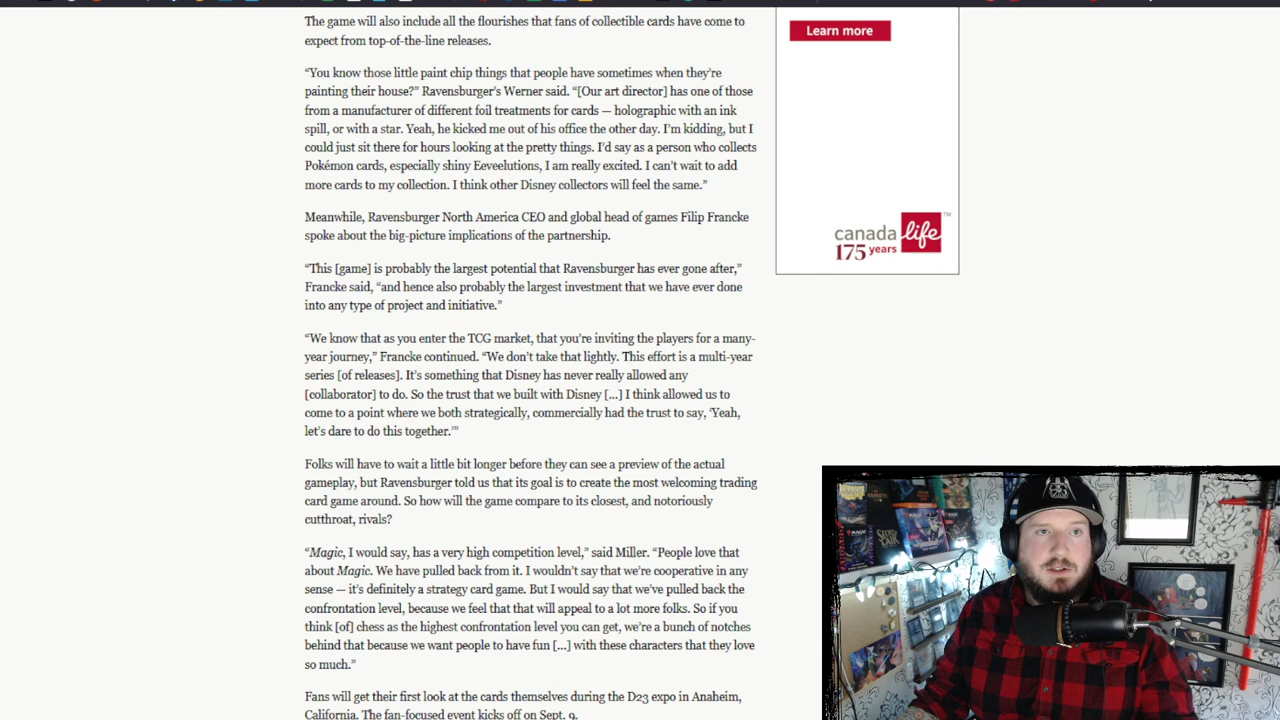 The game will also include all the flourishes that fans of collectible cards have come to
expect from top-of-the-line releases.
“You know those little paint chip things that people have sometimes when they’re
painting their house?” Ravensburger’s Werner said. “[Our art director] has one of those
from a manufacturer of different foil treatments for cards — holographic with an ink
spill, or with a star. Yeah, he kicked me out of his office the other day. I’m kidding, but I
could just sit there for hours looking at the pretty things. I’d say as a person who collects
Pokémon cards, especially shiny Eeveelutions, I am really excited. I can’t wait to add
more cards to my collection. I think other Disney collectors will feel the same.”
Meanwhile, Ravensburger North America CEO and global head of games Filip Francke
spoke about the big-picture implications of the partnership.
“This [game] is probably the largest potential that Ravensburger has ever gone after,”
Francke said, “and hence also probably the largest investment that we have ever done
into any type of project and initiative.”
“We know that as you enter the TCG market, that you’re inviting the players for a many-
year journey,” Francke continued. “We don’t take that lightly. This effort is a multi-year
series [of releases]. It’s something that Disney has never really allowed any
[collaborator] to do. So the trust that we built with Disney [...] I think allowed us to
come to a point where we both strategically, commercially had the trust to say, ‘Yeah,
let’s dare to do this together.’”
Folks will have to wait a little bit longer before they can see a preview of the actual
gameplay, but Ravensburger told us that its goal is to create the most welcoming trading
card game around. So how will the game compare to its closest, and notoriously
cutthroat, rivals?
“Magic, I would say, has a very high competition level,” said Miller. “People love that
about Magic. We have pulled back from it. I wouldn’t say that we’re cooperative in any
sense — it’s definitely a strategy card game. But I would say that we’ve pulled back the
confrontation level, because we feel that that will appeal to a lot more folks. So if you
think [of] chess as the highest confrontation level you can get, we’re a bunch of notches
behind that because we want people to have fun [...] with these characters that they love
so much.”
Fans will get their first look at the cards themselves during the D23 expo in Anaheim,
California. The fan-focused event kicks off on Sept. 9.
Learn more
canada life™
175 years